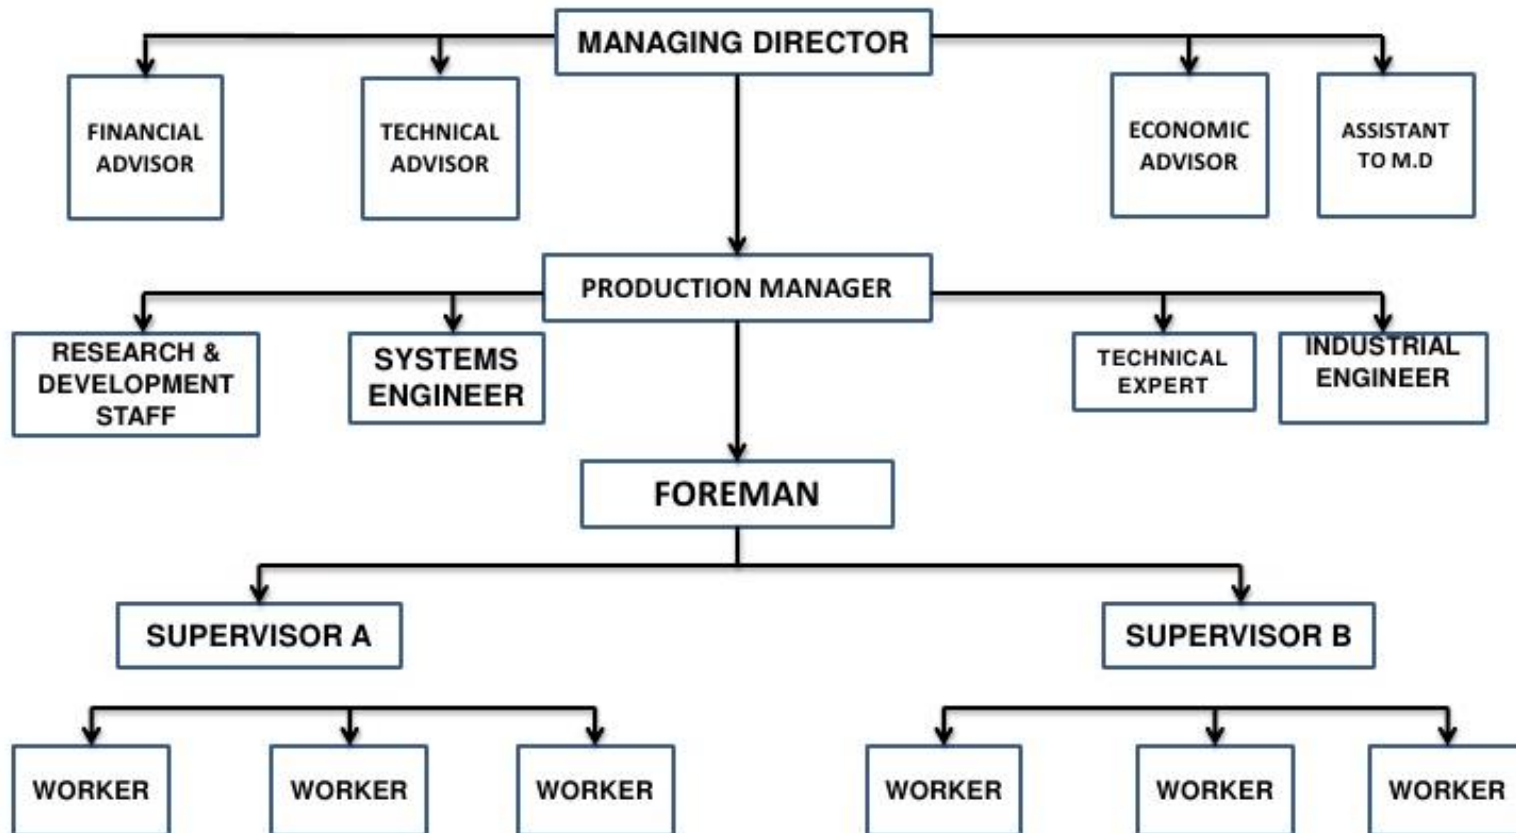 MANAGING DIRECTOR
FINANCIAL
ADVISOR
TECHNICAL
ADVISOR
ECONOMIC
ADVISOR
ASSISTANT
TO M.D
PRODUCTION MANAGER
RESEARCH &
DEVELOPMENT
STAFF
SYSTEMS
ENGINEER
TECHNICAL
EXPERT
INDUSTRIAL
ENGINEER
FOREMAN
SUPERVISOR A
SUPERVISOR B
WORKER
WORKER
WORKER
WORKER
WORKER
WORKER